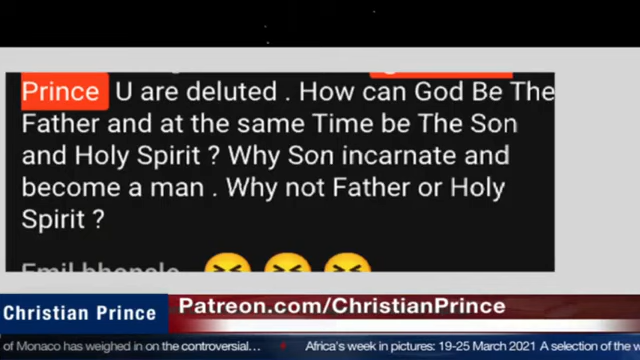 Prince U are deluted . How can God Be The
Father and at the same Time be The Son
and Holy Spirit ? Why Son incarnate and
become a man . Why not Father or Holy
Spirit ?
Christian Prince
Patreon.com/ChristianPrince
of Monaco has weighed in on the controversial... Africa's week in pictures: 19-25 March 2021 A selection of the w